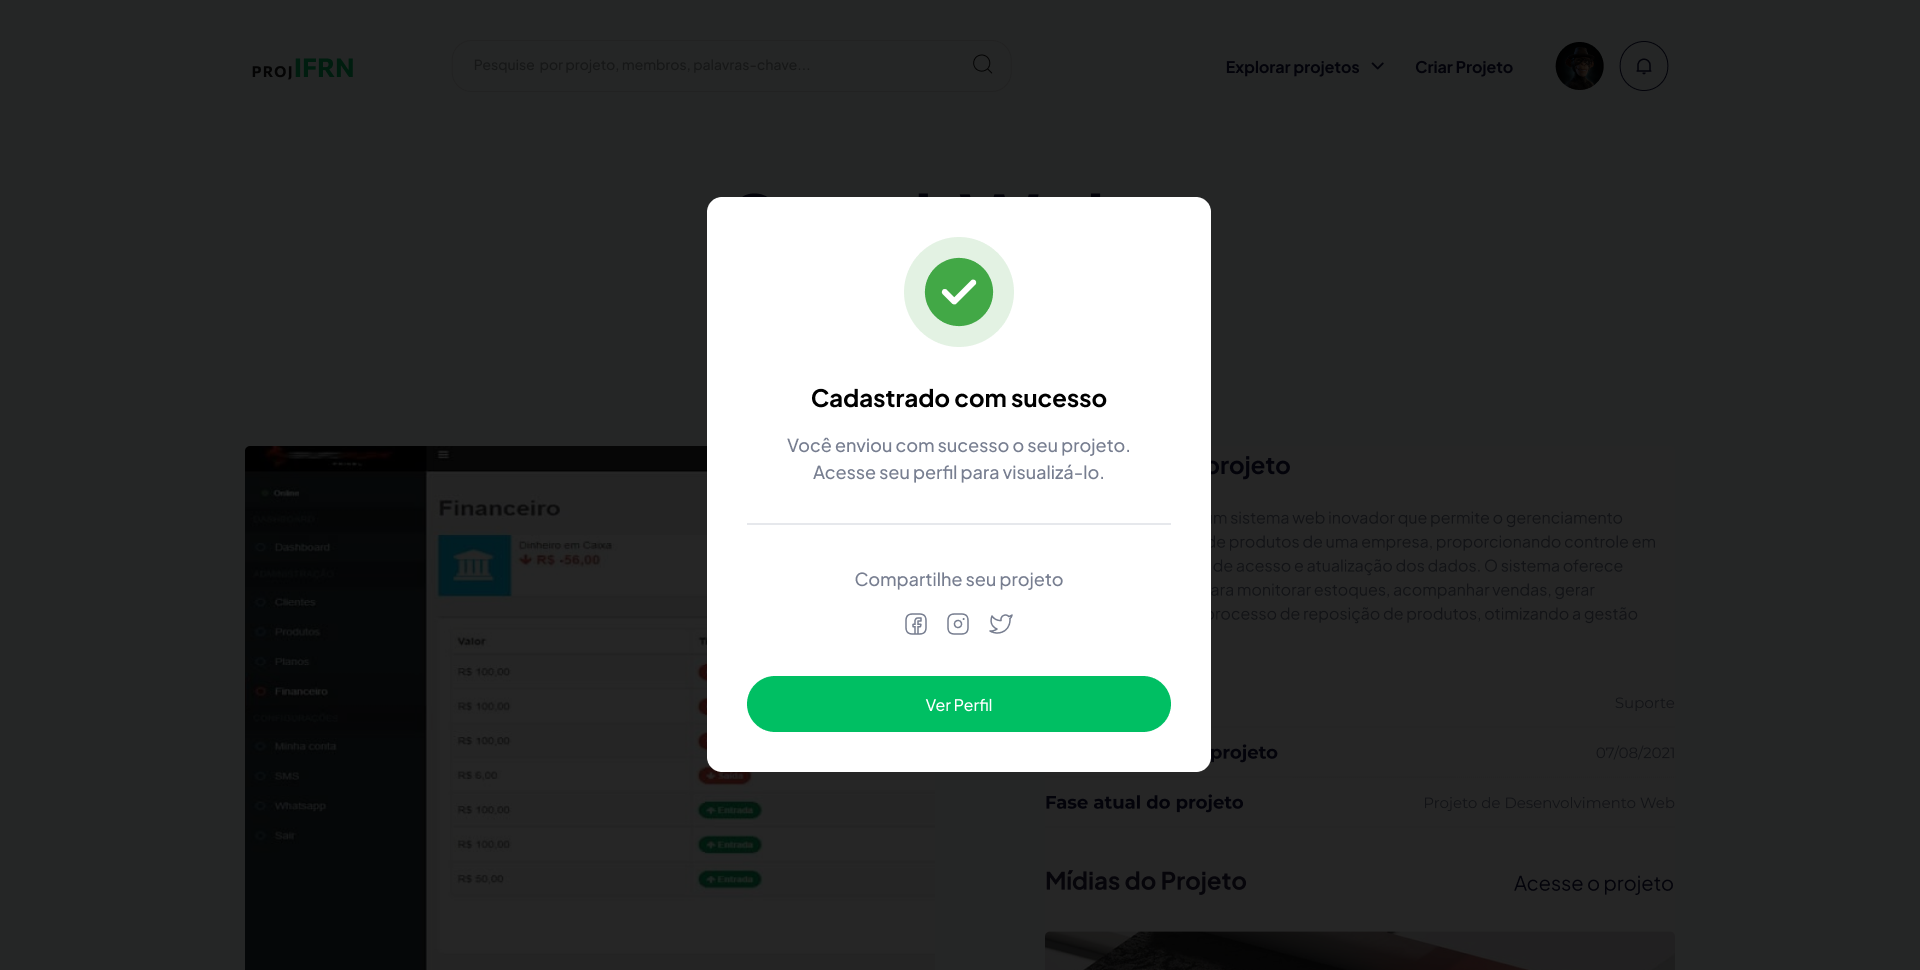 PROJIFRN
Pesquise por projeto, membros, palavras-chave...
Explorar projetos
Criar Projeto
Cadastrado com sucesso
Você enviou com sucesso o seu projeto.
Acesse seu perfil para visualizá-lo.
Compartilhe seu projeto
Ver Perfil
Online
Dashboard
Clientes
Produtos
Planos
Financeiro
Minha conta
SMS
Whatsapp
Sair
Financeiro
Dinheiro em Caixa
R$ -56,00
Valor
R$ 100,00
R$ 100,00
R$ 100,00
R$ 6,00
R$ 100,00
Entrada
R$ 100,00
Entrada
R$ 50,00
Entrada
projeto
sistema web inovador que permite o gerenciamento
de produtos de uma empresa, proporcionando controle em
de acesso e atualização dos dados. O sistema oferece
para monitorar estoques, acompanhar vendas, gerar
processo de reposição de produtos, otimizando a gestão
Suporte
projeto
07/08/2021
Fase atual do projeto
Projeto de Desenvolvimento Web
Mídias do Projeto
Acesse o projeto